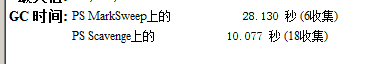 GC 时间: PS MarkSweep上的 28.130 秒 (6收集)
PS Scavenge上的 10.077 秒 (18收集)